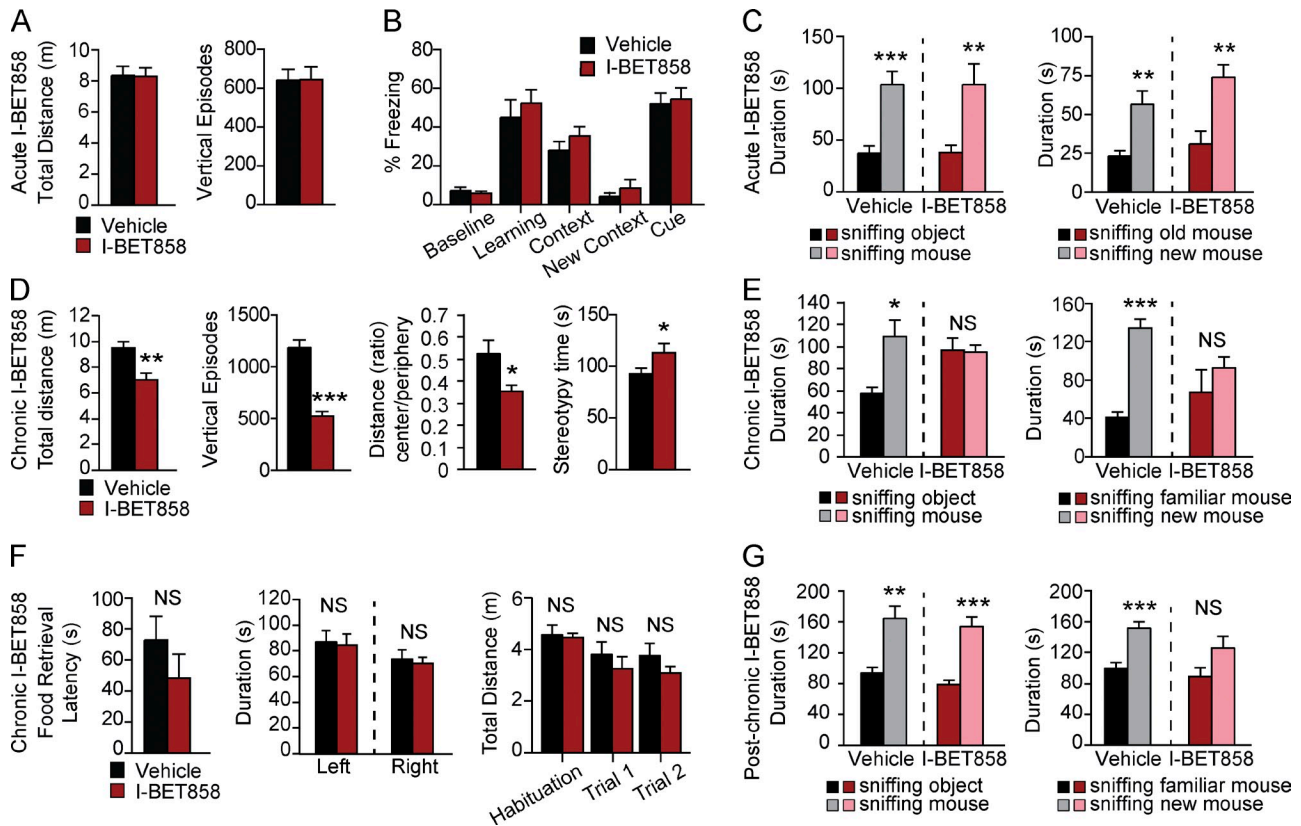 A
Acute I-BET858
Total Distance (m)
10
8
6
4
2
0
Vertical Episodes
800
600
400
200
0
Vehicle
I-BET858
B
% Freezing
80
60
40
20
0
Vehicle
I-BET858
Baseline
Learning
Context
New Context
Cue
C
Acute I-BET858
Duration (s)
150
100
50
0
***
**
Vehicle
I-BET858
sniffing object
sniffing mouse
Duration (s)
100
75
50
25
0
**
**
Vehicle
I-BET858
sniffing old mouse
sniffing new mouse
D
Chronic I-BET858
Total distance (m)
12
10
8
6
4
2
0
**
Vehicle
I-BET858
Vertical Episodes
1500
1000
500
0
***
Distance (ratio)
center/periphery
0.7
0.6
0.5
0.4
0.3
0.2
0.1
0
*
Stereotypy time (s)
150
100
50
0
*
E
Chronic I-BET858
Duration (s)
140
120
100
80
60
40
20
0
*
NS
Vehicle
I-BET858
sniffing object
sniffing mouse
Duration (s)
160
120
80
40
0
***
NS
Vehicle
I-BET858
sniffing familiar mouse
sniffing new mouse
F
Chronic I-BET858
Food Retrieval
Latency (s)
100
80
60
40
20
0
NS
Vehicle
I-BET858
Duration (s)
120
100
80
60
40
20
0
NS
NS
Left
Right
Total Distance (m)
6
4
2
0
NS
NS
NS
Habituation
Trial 1
Trial 2
G
Post-chronic I-BET858
Duration (s)
200
160
120
80
40
0
**
***
Vehicle
I-BET858
sniffing object
sniffing mouse
Duration (s)
200
160
120
80
40
0
***
NS
Vehicle
I-BET858
sniffing familiar mouse
sniffing new mouse